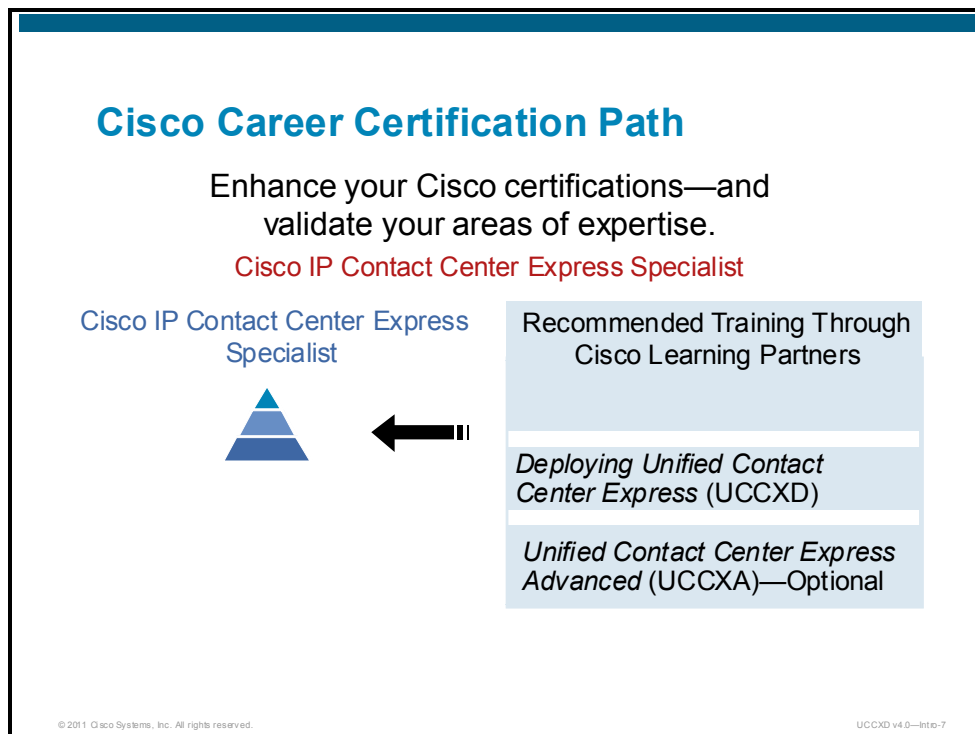 Cisco Career Certification Path
Enhance your Cisco certifications—and
validate your areas of expertise.
Cisco IP Contact Center Express Specialist
Cisco IP Contact Center Express
Specialist
Recommended Training Through
Cisco Learning Partners
Deploying Unified Contact
Center Express (UCCXD)
Unified Contact Center Express
Advanced (UCCXA)—Optional
© 2011 Cisco Systems, Inc. All rights reserved.
UCCXD v4.0—Intro-7